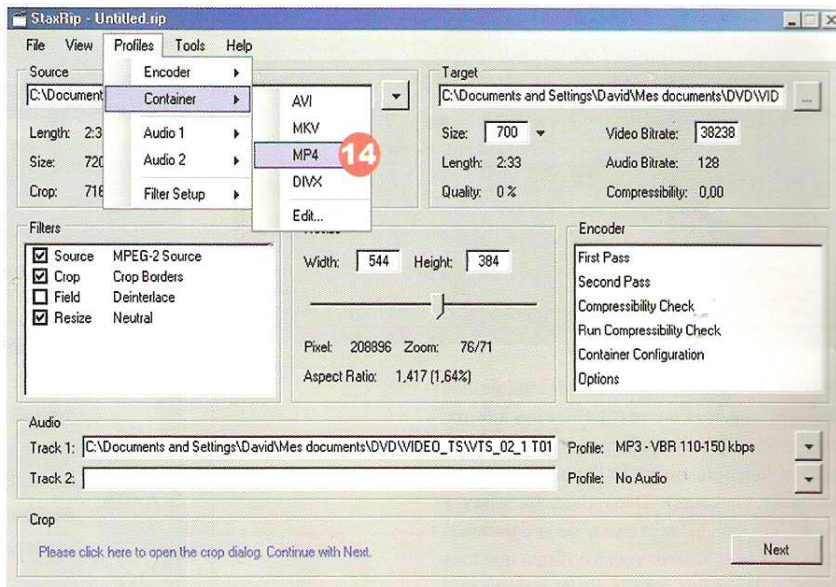 StaxRip - Untitled.rip
File View Profiles Tools Help
Source
C:\Document
Length: 2:3
Size: 720
Crop: 718
Encoder
Container
Audio 1
Audio 2
Filter Setup
AVI
MKV
MP4
14
DIVX
Edit...
Target
C:\Documents and Settings\David\Mes documents\DVD\VID
...
Size: 700 Video Bitrate: 38238
Length: 2:33 Audio Bitrate: 128
Quality: 0 % Compressibility: 0,00
Filters
Source MPEG-2 Source
Crop Crop Borders
Field Deinterlace
Resize Neutral
Width: 544 Height: 384
Pixel: 208896 Zoom: 76/71
Aspect Ratio: 1,417 (1,64%)
Encoder
First Pass
Second Pass
Compressibility Check
Run Compressibility Check
Container Configuration
Options
Audio
Track 1: C:\Documents and Settings\David\Mes documents\DVD\VIDEO_TS\VTS_02_1 T01 Profile: MP3 - VBR 110-150 kbps
Track 2: Profile: No Audio
Crop
Please click here to open the crop dialog. Continue with Next.
Next